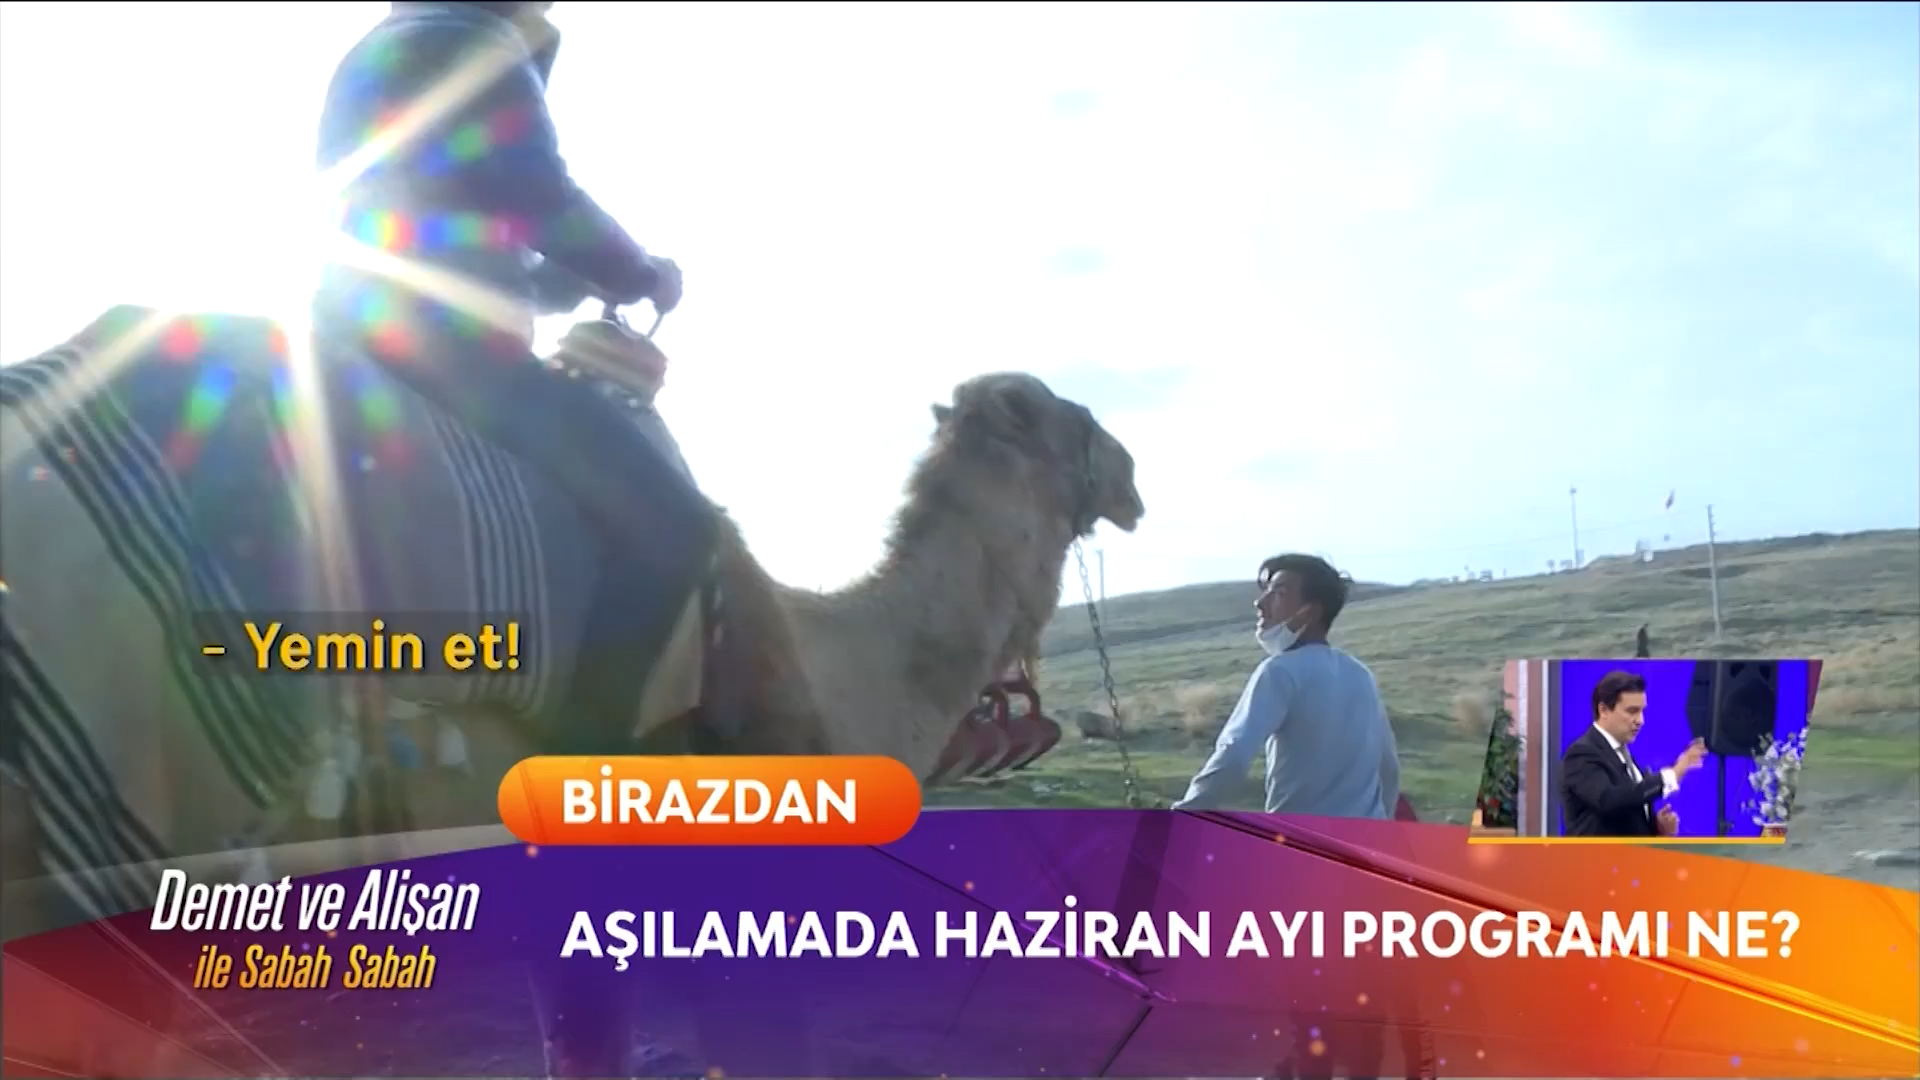 - Yemin et!
BİRAZDAN
Demet ve Alişan
ile Sabah Sabah
AŞILAMADA HAZİRAN AYI PROGRAMI NE?